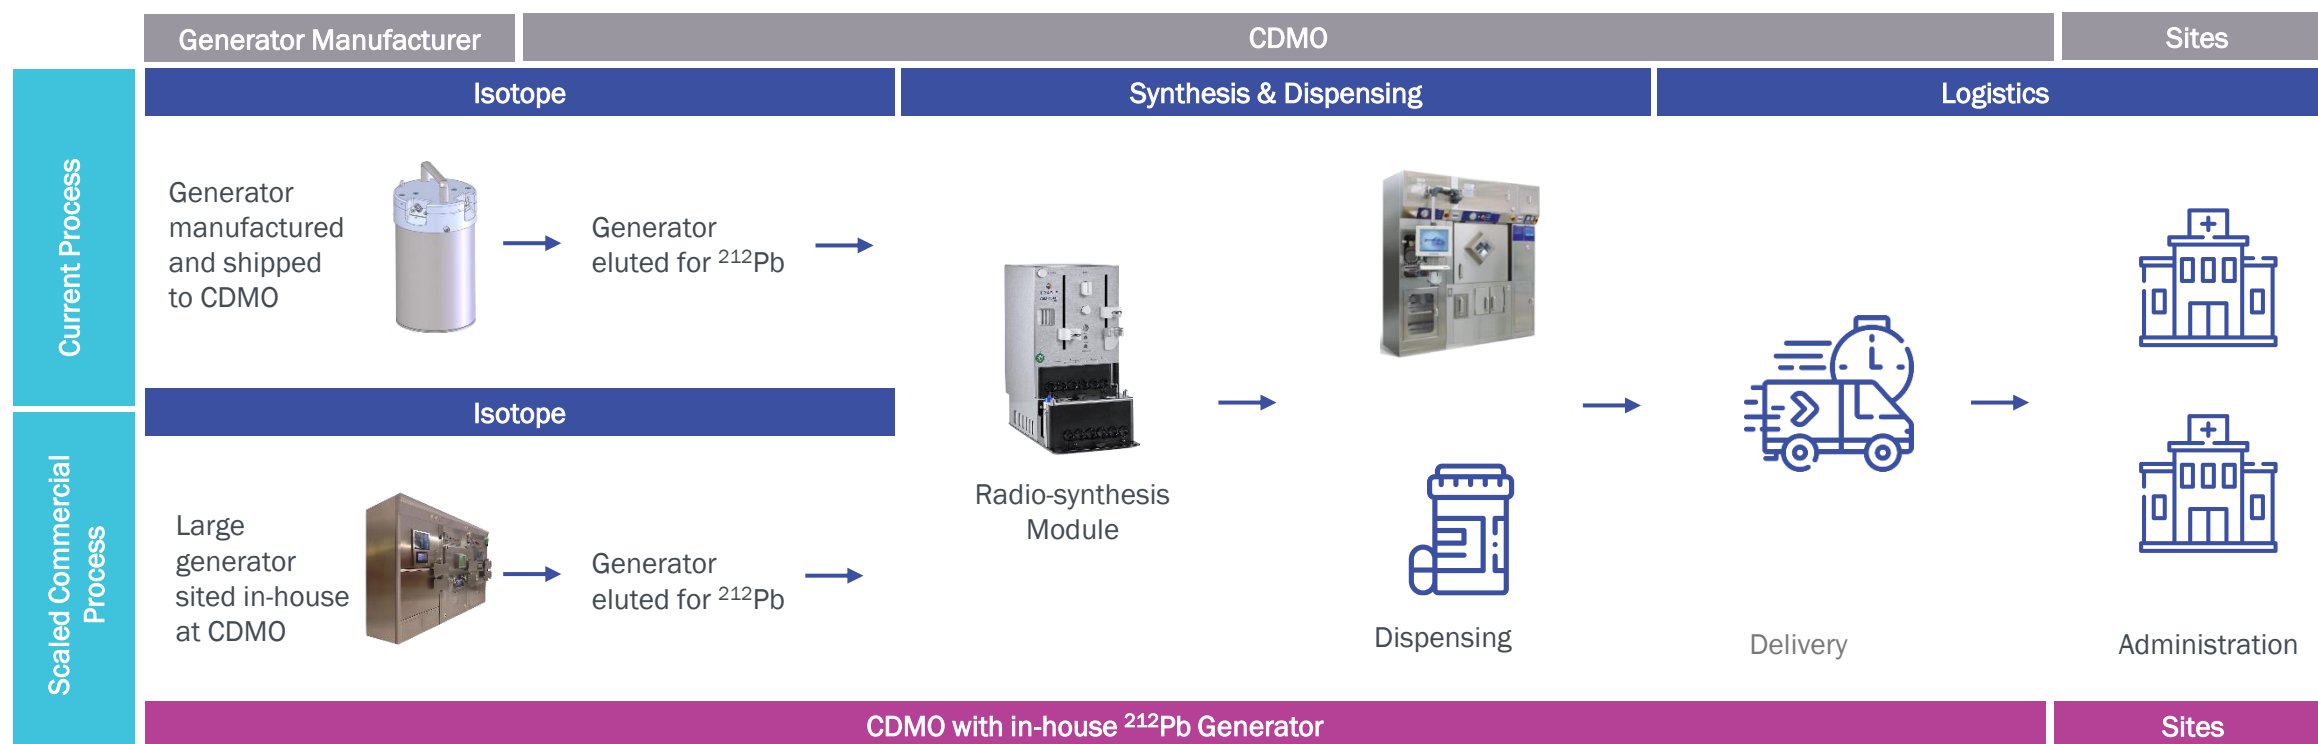 Generator Manufacturer
CDMO
Sites
Isotope
Synthesis & Dispensing
Logistics
Current Process
Generator
manufactured
and shipped
to CDMO
Generator
eluted for ²¹²Pb
Isotope
Scaled Commercial
Process
Large
generator
sited in-house
at CDMO
Generator
eluted for ²¹²Pb
Radio-synthesis
Module
Dispensing
Delivery
Administration
CDMO with in-house ²¹²Pb Generator
Sites